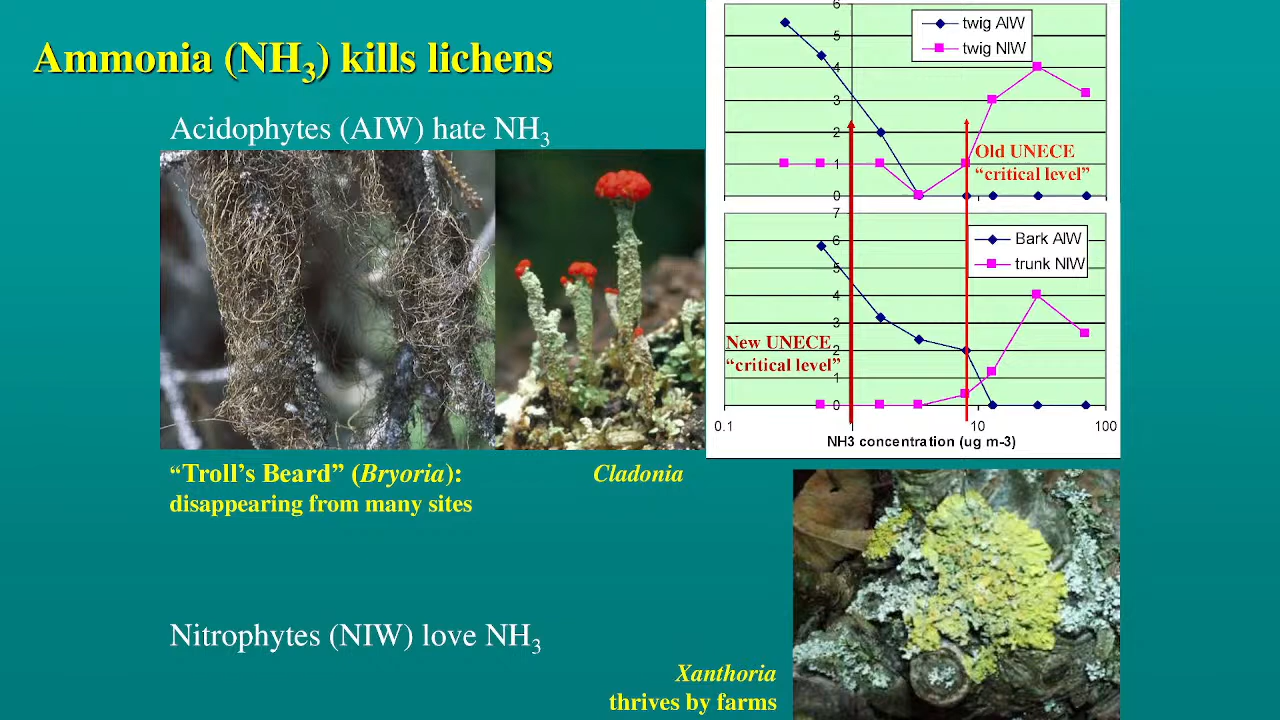 Ammonia (NH3) kills lichens
Acidophytes (AIW) hate NH3
“Troll’s Beard” (Bryoria):
disappearing from many sites
Cladonia
Nitrophytes (NIW) love NH3
Xanthoria
thrives by farms
6
5
4
3
2
1
0
twig AIW
twig NIW
Old UNECE
“critical level”
7
6
5
4
3
2
1
0
Bark AIW
trunk NIW
New UNECE
“critical level”
0.1
1
10
100
NH3 concentration (ug m-3)